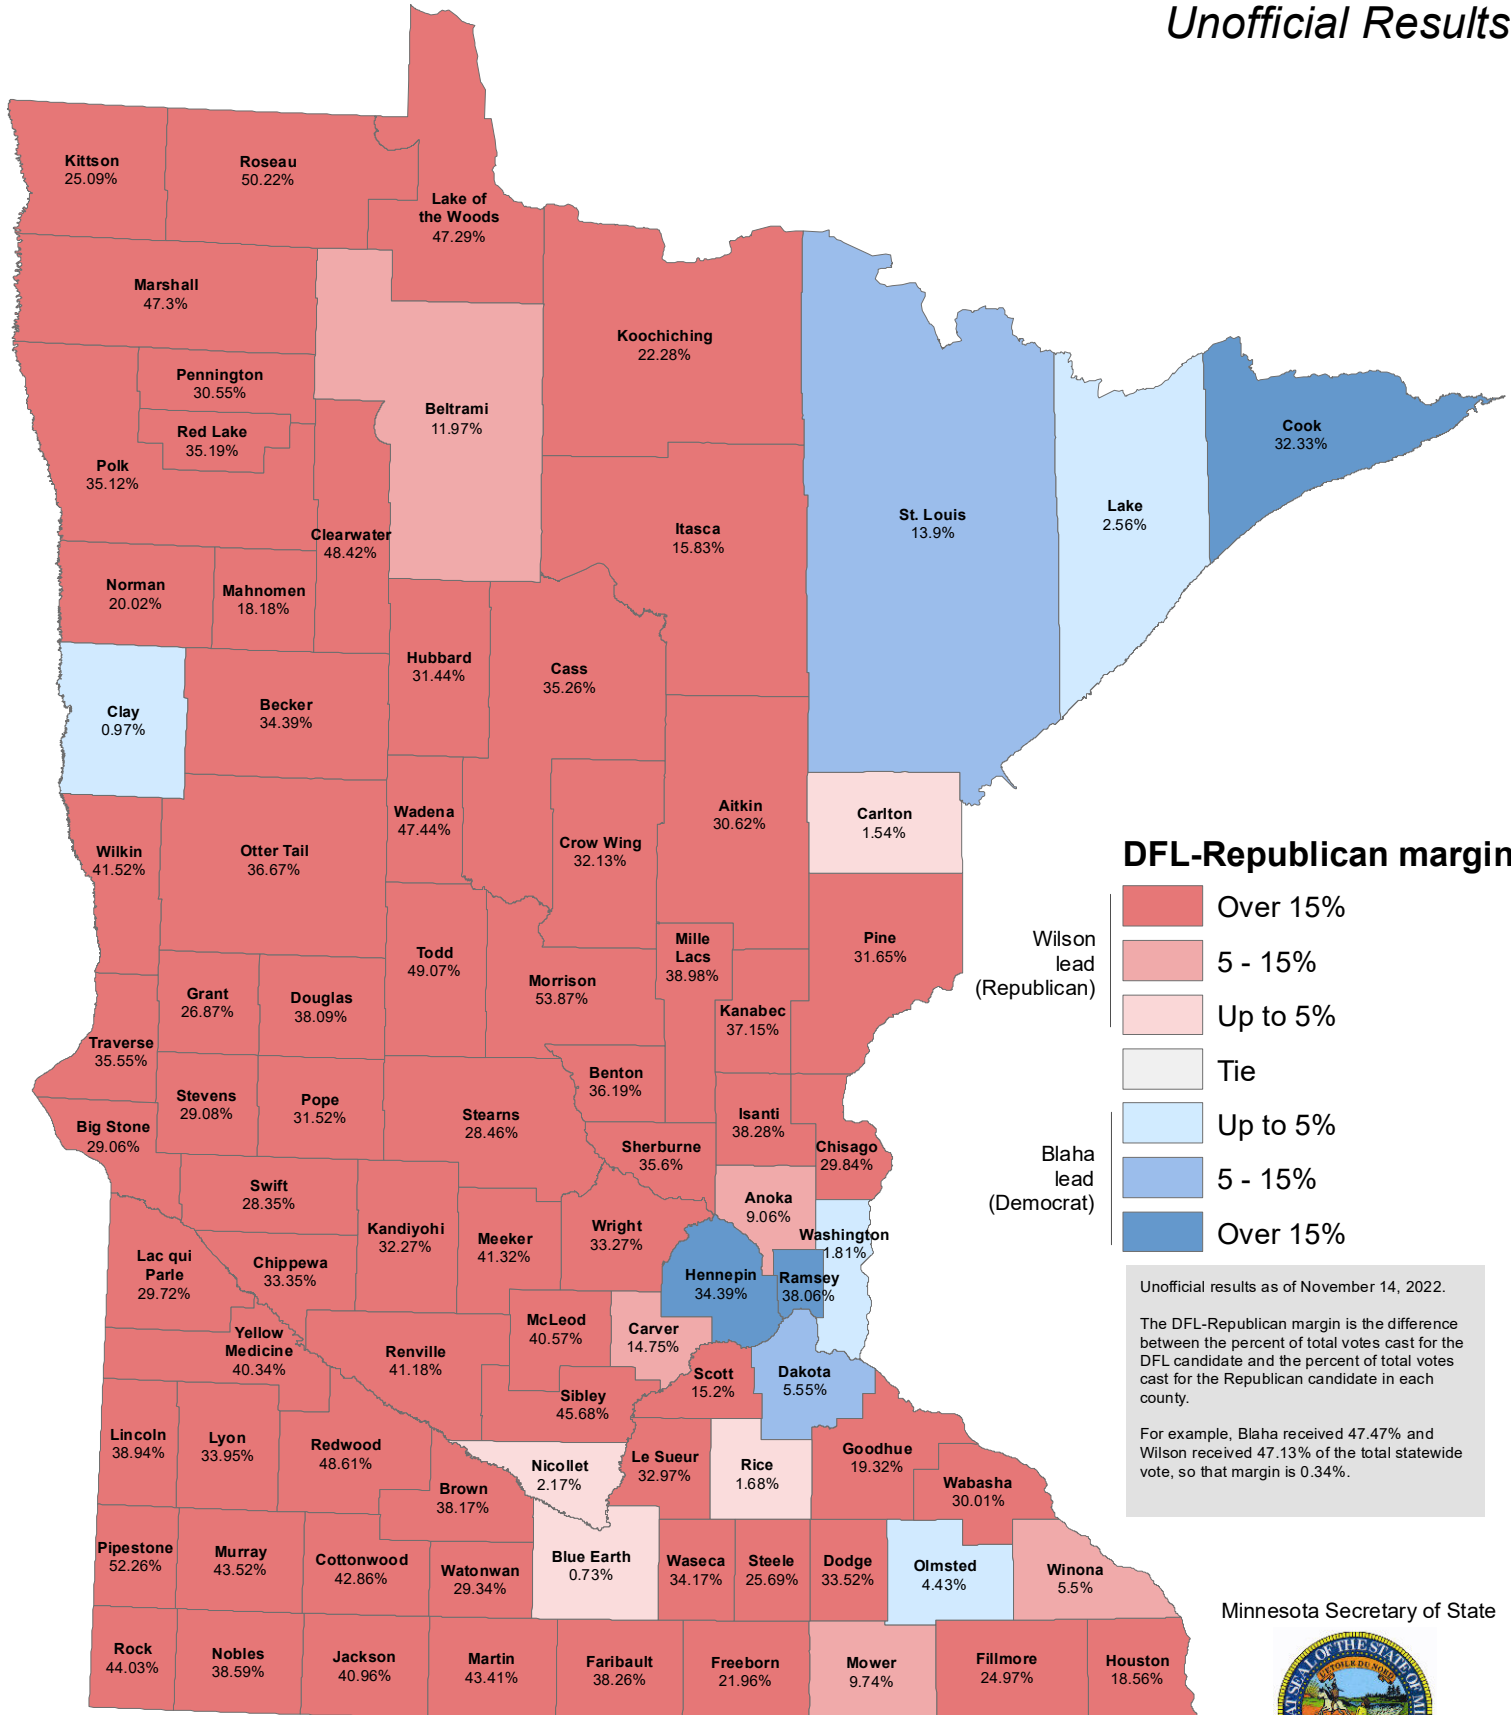 Unofficial Results
Kittson
25.09%
Roseau
50.22%
Lake of
the Woods
47.29%
Marshall
47.3%
Koochiching
22.28%
Pennington
30.55%
Beltrami
11.97%
Red Lake
35.19%
Cook
32.33%
Polk
35.12%
Lake
2.56%
St. Louis
13.9%
Clearwater
48.42%
Itasca
15.83%
Norman
20.02%
Mahnomen
18.18%
Hubbard
31.44%
Cass
35.26%
Clay
0.97%
Becker
34.39%
Wadena
47.44%
Aitkin
30.62%
Carlton
1.54%
Wilkin
41.52%
Otter Tail
36.67%
Crow Wing
32.13%
Todd
49.07%
Mille
Lacs
38.98%
Pine
31.65%
Morrison
53.87%
Grant
26.87%
Douglas
38.09%
Kanabec
37.15%
Traverse
35.55%
Benton
36.19%
Stevens
29.08%
Pope
31.52%
Stearns
28.46%
Isanti
38.28%
Big Stone
29.06%
Sherburne
35.6%
Chisago
29.84%
Swift
28.35%
Anoka
9.06%
Kandiyohi
32.27%
Meeker
41.32%
Wright
33.27%
Washington
1.81%
Lac qui
Parle
29.72%
Chippewa
33.35%
Hennepin
34.39%
Ramsey
38.06%
McLeod
40.57%
Carver
14.75%
Yellow
Medicine
40.34%
Renville
41.18%
Scott
15.2%
Dakota
5.55%
Sibley
45.68%
Lincoln
38.94%
Lyon
33.95%
Redwood
48.61%
Nicollet
2.17%
Le Sueur
32.97%
Rice
1.68%
Goodhue
19.32%
Wabasha
30.01%
Brown
38.17%
Pipestone
52.26%
Murray
43.52%
Cottonwood
42.86%
Watonwan
29.34%
Blue Earth
0.73%
Waseca
34.17%
Steele
25.69%
Dodge
33.52%
Olmsted
4.43%
Winona
5.5%
Rock
44.03%
Nobles
38.59%
Jackson
40.96%
Martin
43.41%
Faribault
38.26%
Freeborn
21.96%
Mower
9.74%
Fillmore
24.97%
Houston
18.56%
DFL-Republican margin
Wilson
lead
(Republican)
Over 15%
5 - 15%
Up to 5%
Tie
Blaha
lead
(Democrat)
Up to 5%
5 - 15%
Over 15%
Unofficial results as of November 14, 2022.
The DFL-Republican margin is the difference
between the percent of total votes cast for the
DFL candidate and the percent of total votes
cast for the Republican candidate in each
county.
For example, Blaha received 47.47% and
Wilson received 47.13% of the total statewide
vote, so that margin is 0.34%.
Minnesota Secretary of State
SEAL OF THE STATE OF
L'ETOILE DU NORD